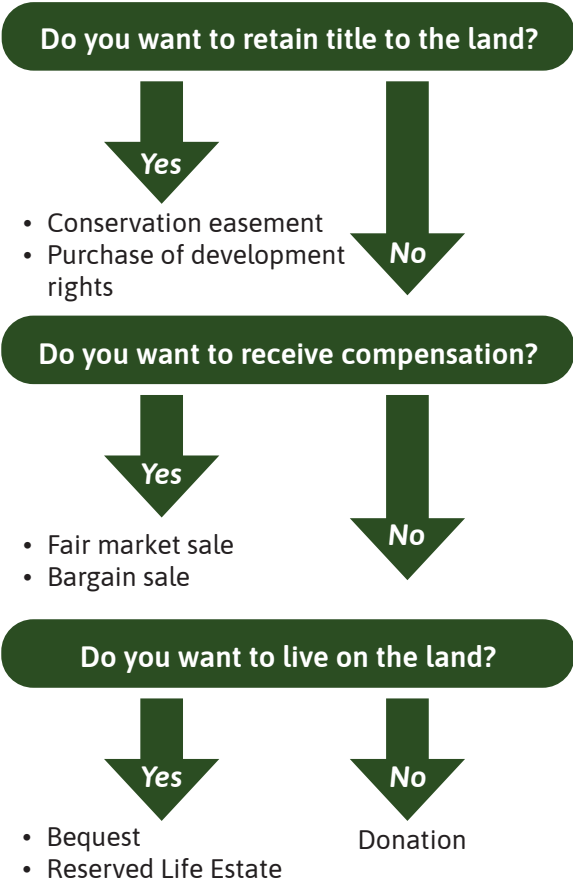 Do you want to retain title to the land?
Yes
• Conservation easement
• Purchase of development
rights
No
Do you want to receive compensation?
Yes
• Fair market sale
• Bargain sale
No
Do you want to live on the land?
Yes
• Bequest
• Reserved Life Estate
No
Donation